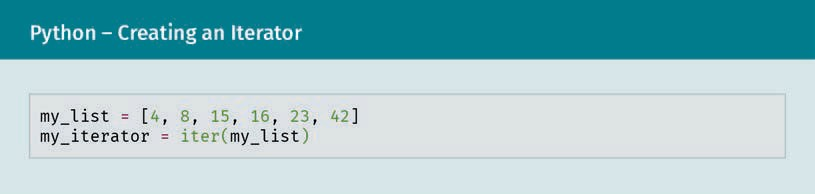 Python – Creating an Iterator
my_list = [4, 8, 15, 16, 23, 42]
my_iterator = iter(my_list)